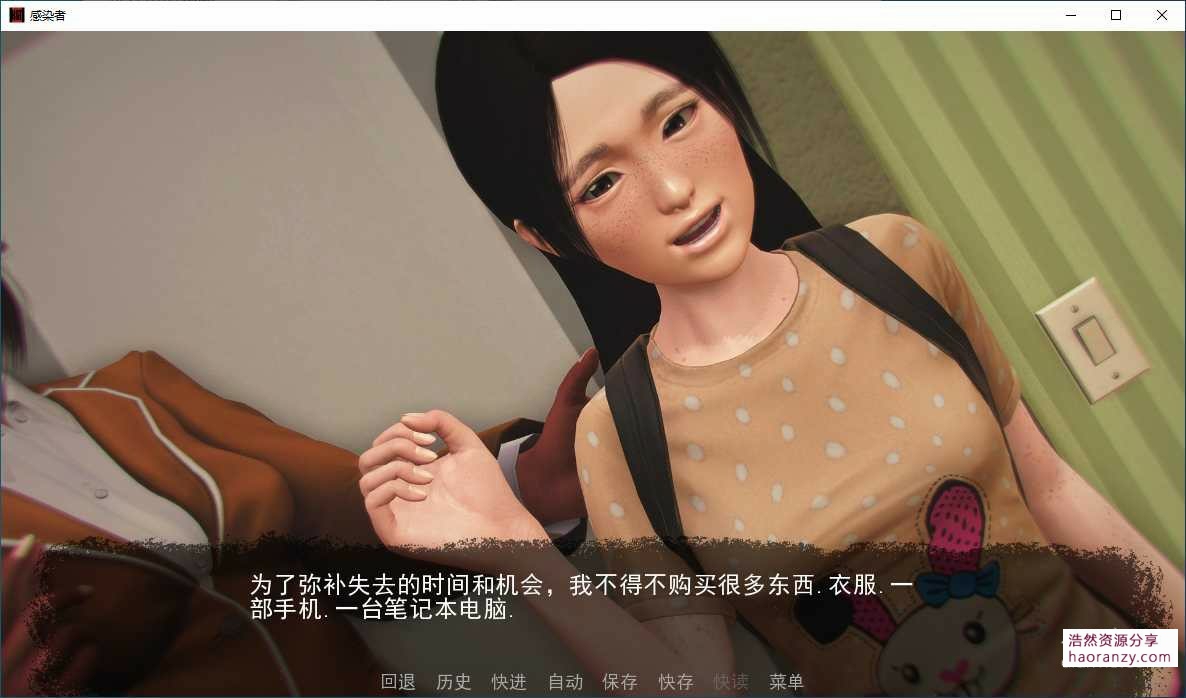 感染者
为了弥补失去的时间和机会，我不得不购买很多东西.衣服.一
部手机.一台笔记本电脑.
浩然资源分享
haoranzy.com
回退 历史 快进 自动 保存 快存 快读 菜单